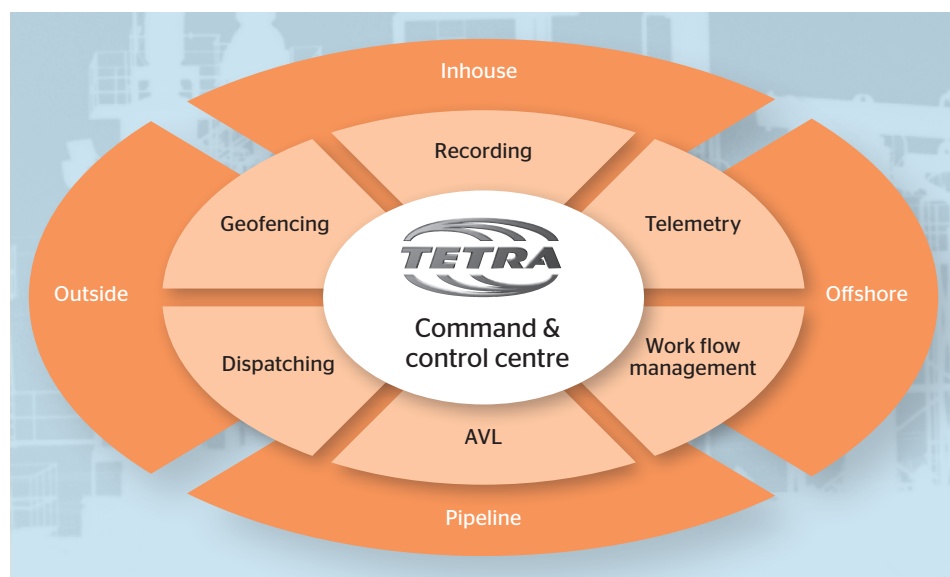 Inhouse
Recording
Geofencing
Telemetry
TETRA
Outside
Offshore
Command &
control centre
Dispatching
Work flow
management
AVL
Pipeline